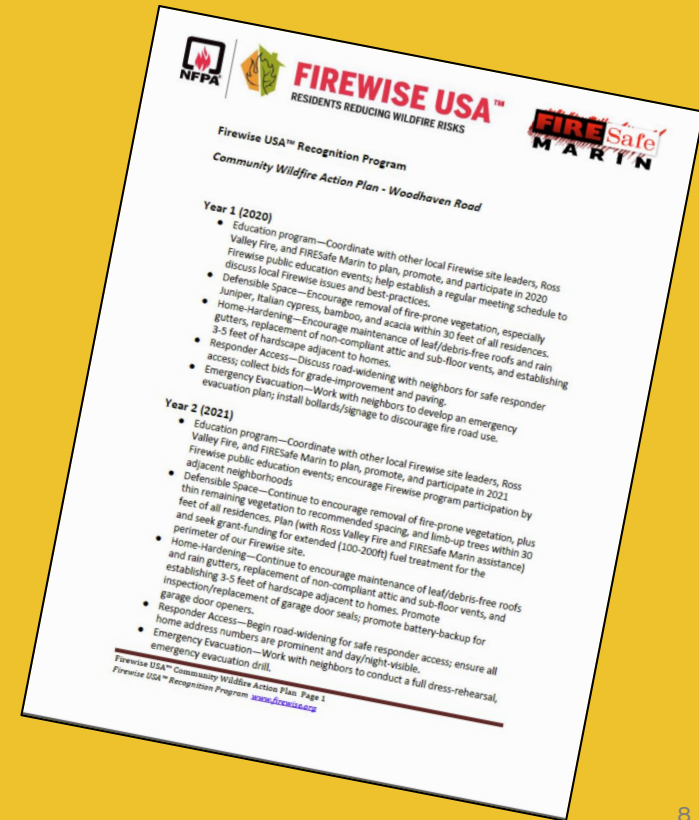 NFPA
FIREWISE USA™
RESIDENTS REDUCING WILDFIRE RISKS
FIRESafe
MARIN
Firewise USA™ Recognition Program
Community Wildfire Action Plan - Woodhaven Road
Year 1 (2020)
● Education program—Coordinate with other local Firewise site leaders, Ross
Valley Fire, and FIRESafe Marin to plan, promote, and participate in 2020
Firewise public education events; help establish a regular meeting schedule to
discuss local Firewise issues and best-practices.
● Defensible Space—Encourage removal of fire-prone vegetation, especially
Juniper, Italian cypress, bamboo, and acacia within 30 feet of all residences.
● Home-Hardening—Encourage maintenance of leaf/debris-free roofs and rain
gutters, replacement of non-compliant attic and sub-floor vents, and establishing
3-5 feet of hardscape adjacent to homes.
● Responder Access—Discuss road-widening with neighbors for safe responder
access; collect bids for grade-improvement and paving.
● Emergency Evacuation—Work with neighbors to develop an emergency
evacuation plan; install bollards/signage to discourage fire road use.
Year 2 (2021)
● Education program—Coordinate with other local Firewise site leaders, Ross
Valley Fire, and FIRESafe Marin to plan, promote, and participate in 2021
Firewise public education events; encourage Firewise program participation by
adjacent neighborhoods
● Defensible Space—Continue to encourage removal of fire-prone vegetation, plus
thin remaining vegetation to recommended spacing, and limb-up trees within 30
feet of all residences. Plan (with Ross Valley Fire and FIRESafe Marin assistance)
and seek grant-funding for extended (100-200ft) fuel treatment for the
perimeter of our Firewise site.
● Home-Hardening—Continue to encourage maintenance of leaf/debris-free roofs
and rain gutters, replacement of non-compliant attic and sub-floor vents, and
establishing 3-5 feet of hardscape adjacent to homes. Promote
inspection/replacement of garage door seals; promote battery-backup for
garage door openers.
● Responder Access—Begin road-widening for safe responder access; ensure all
home address numbers are prominent and day/night-visible.
● Emergency Evacuation—Work with neighbors to conduct a full dress-rehearsal,
emergency evacuation drill.
Firewise USA™ Community Wildfire Action Plan Page 1
Firewise USA™ Recognition Program www.firewise.org
8